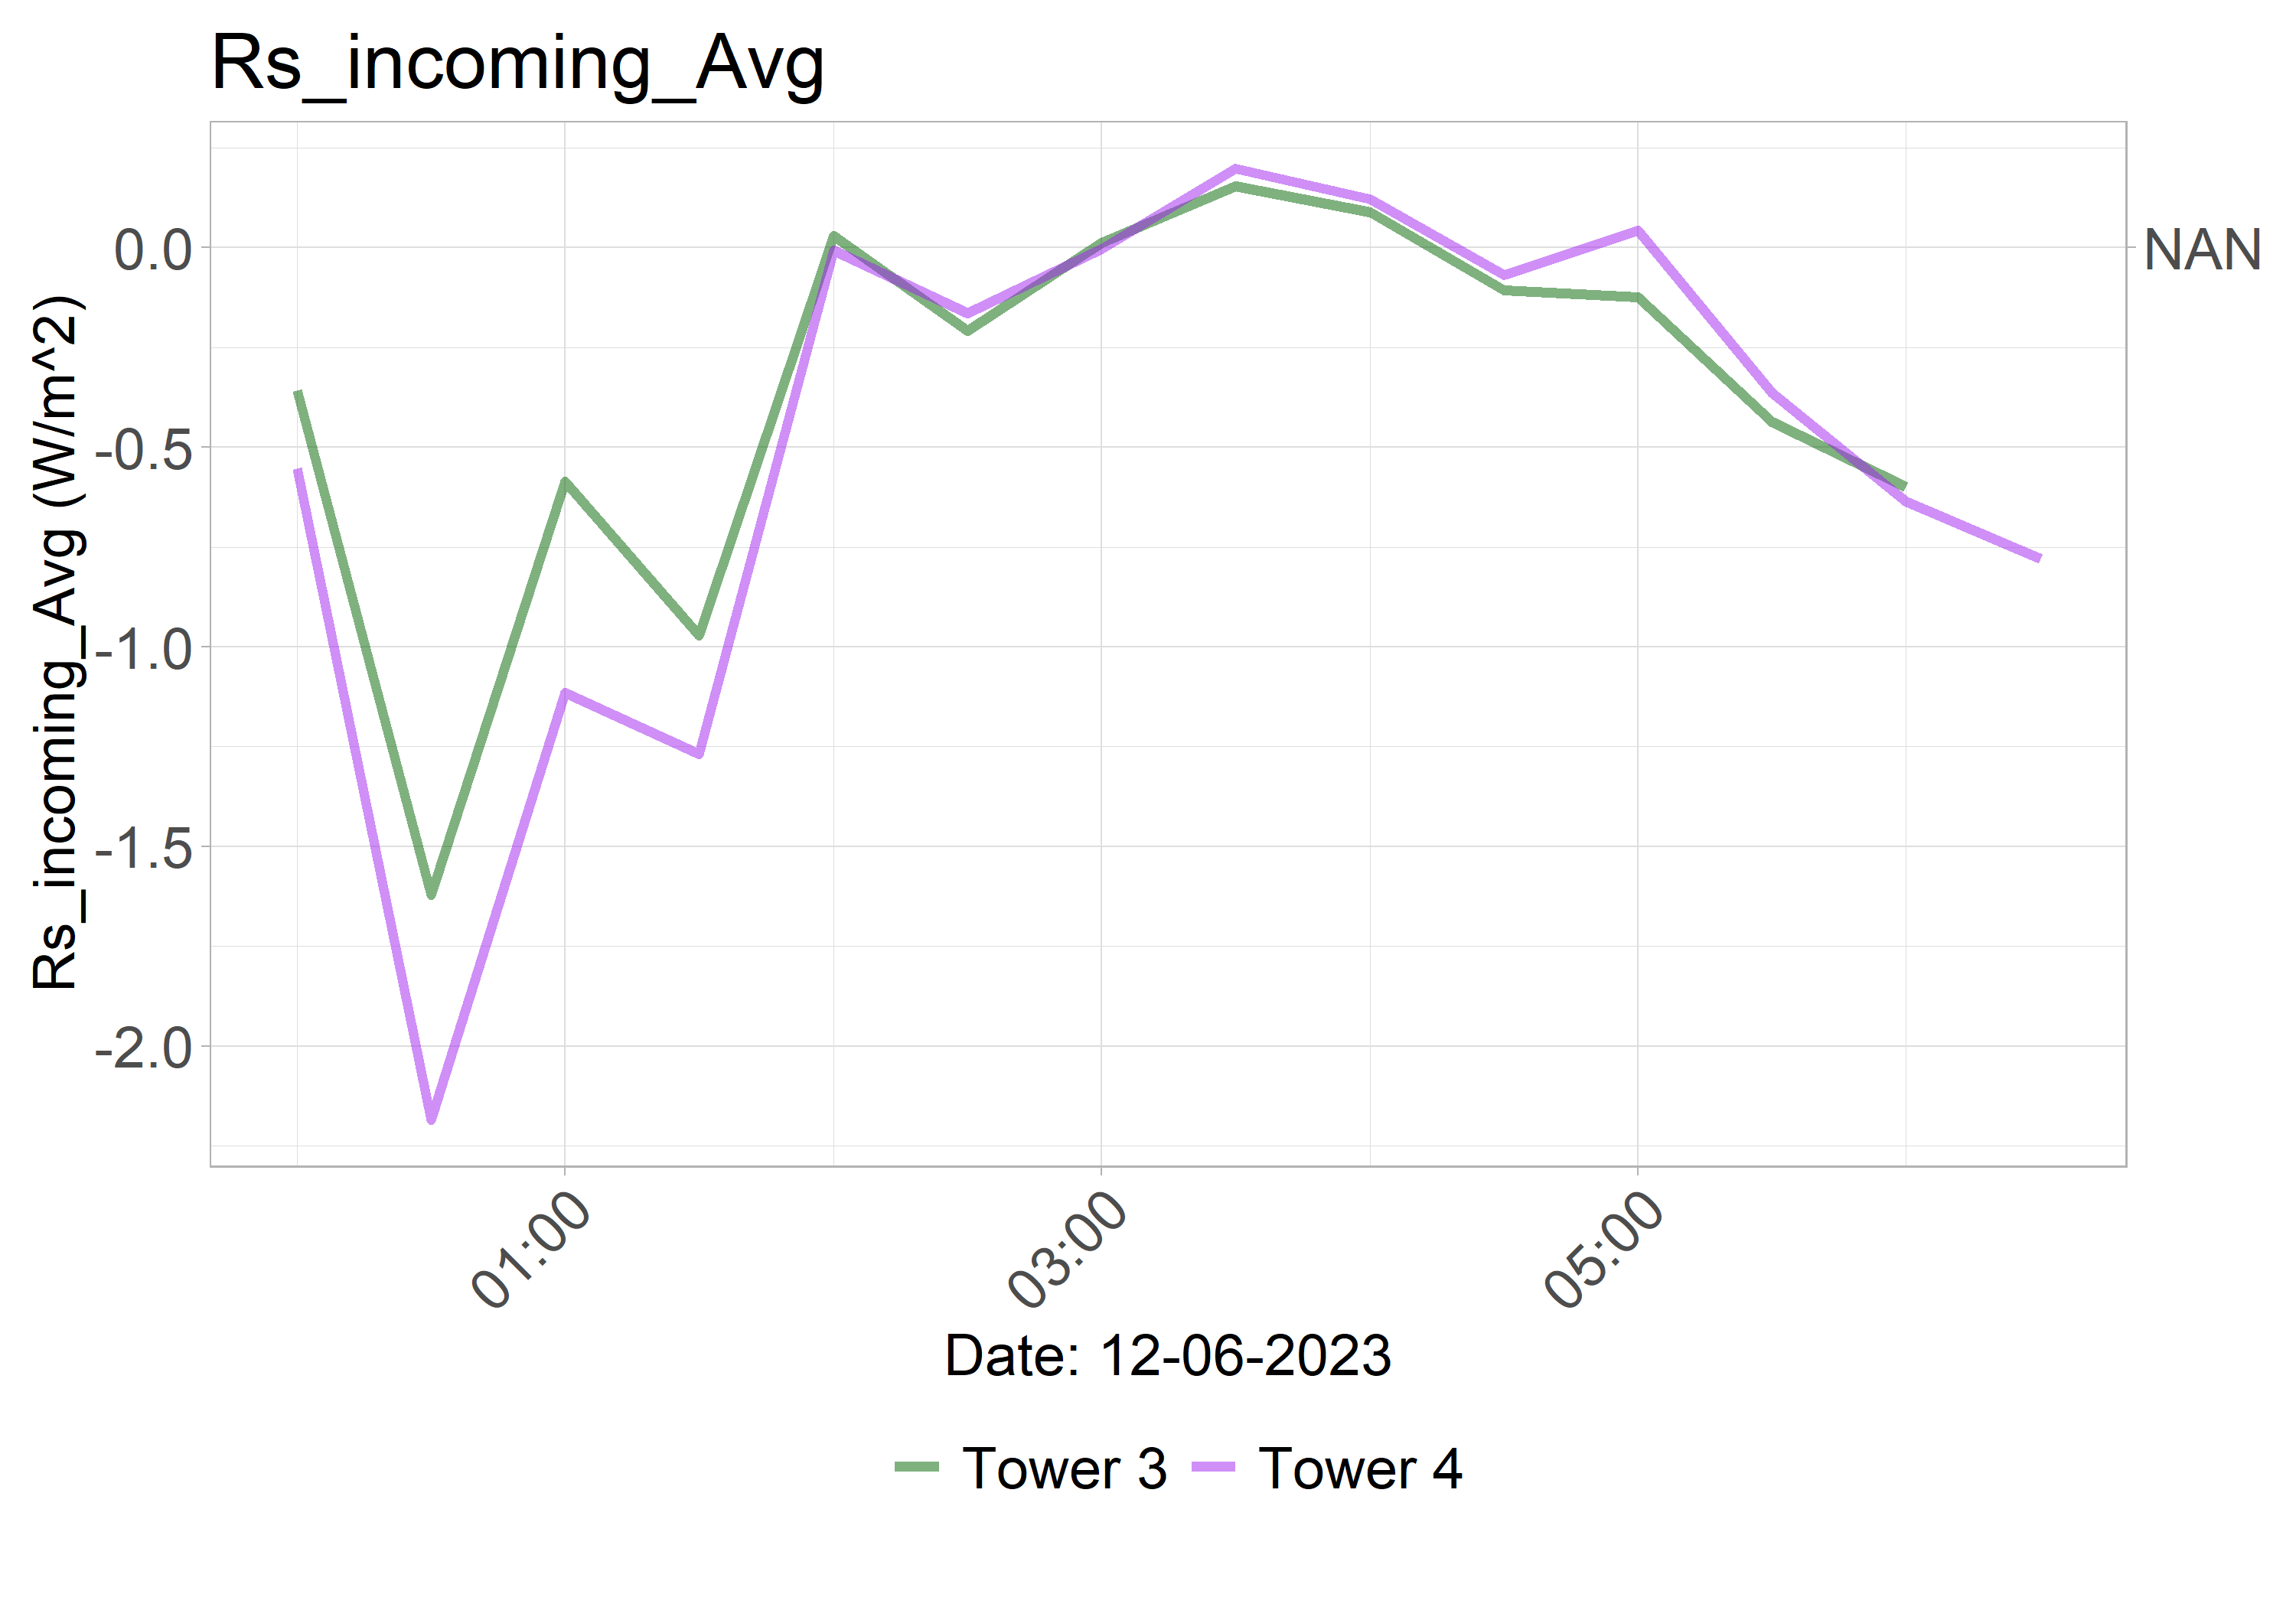 Rs_incoming_Avg
Rs_incoming_Avg (W/m^2)
0.0
-0.5
-1.0
-1.5
-2.0
NAN
01:00
03:00
05:00
Date: 12-06-2023
Tower 3
Tower 4